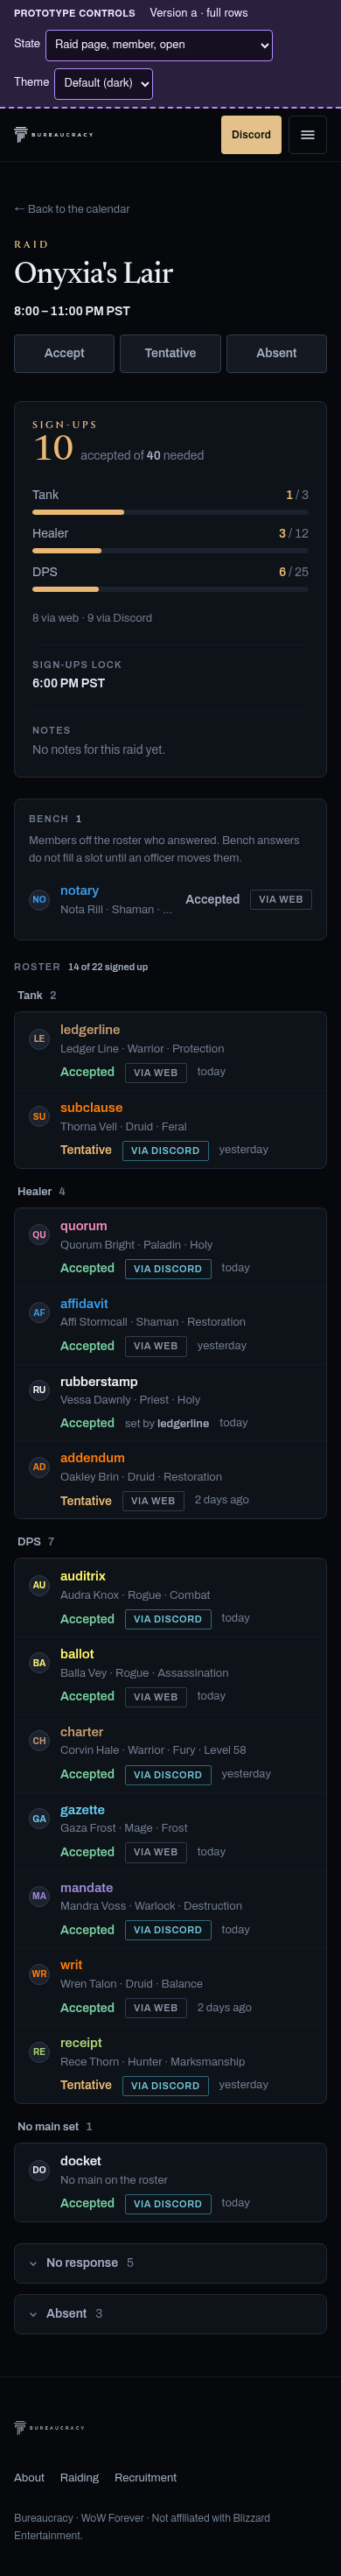 PROTOTYPE CONTROLS Version a · full rows
State Raid page, member, open
Theme Default (dark)
BUREAUCRACY Discord
← Back to the calendar
RAID
Onyxia's Lair
8:00 – 11:00 PM PST
Accept Tentative Absent
SIGN-UPS
10 accepted of 40 needed
Tank 1 / 3
Healer 3 / 12
DPS 6 / 25
8 via web · 9 via Discord
SIGN-UPS LOCK
6:00 PM PST
NOTES
No notes for this raid yet.
BENCH 1
Members off the roster who answered. Bench answers
do not fill a slot until an officer moves them.
NO notary
Nota Rill · Shaman · ... Accepted VIA WEB
ROSTER 14 of 22 signed up
Tank 2
LE ledgerline
Ledger Line · Warrior · Protection
Accepted VIA WEB today
SU subclause
Thorna Vell · Druid · Feral
Tentative VIA DISCORD yesterday
Healer 4
QU quorum
Quorum Bright · Paladin · Holy
Accepted VIA DISCORD today
AF affidavit
Affi Stormcall · Shaman · Restoration
Accepted VIA WEB yesterday
RU rubberstamp
Vessa Dawnly · Priest · Holy
Accepted set by ledgerline today
AD addendum
Oakley Brin · Druid · Restoration
Tentative VIA WEB 2 days ago
DPS 7
AU auditrix
Audra Knox · Rogue · Combat
Accepted VIA DISCORD today
BA ballot
Balla Vey · Rogue · Assassination
Accepted VIA WEB today
CH charter
Corvin Hale · Warrior · Fury · Level 58
Accepted VIA DISCORD yesterday
GA gazette
Gaza Frost · Mage · Frost
Accepted VIA WEB today
MA mandate
Mandra Voss · Warlock · Destruction
Accepted VIA DISCORD today
WR writ
Wren Talon · Druid · Balance
Accepted VIA WEB 2 days ago
RE receipt
Rece Thorn · Hunter · Marksmanship
Tentative VIA DISCORD yesterday
No main set 1
DO docket
No main on the roster
Accepted VIA DISCORD today
No response 5
Absent 3
BUREAUCRACY
About Raiding Recruitment
Bureaucracy · WoW Forever · Not affiliated with Blizzard
Entertainment.